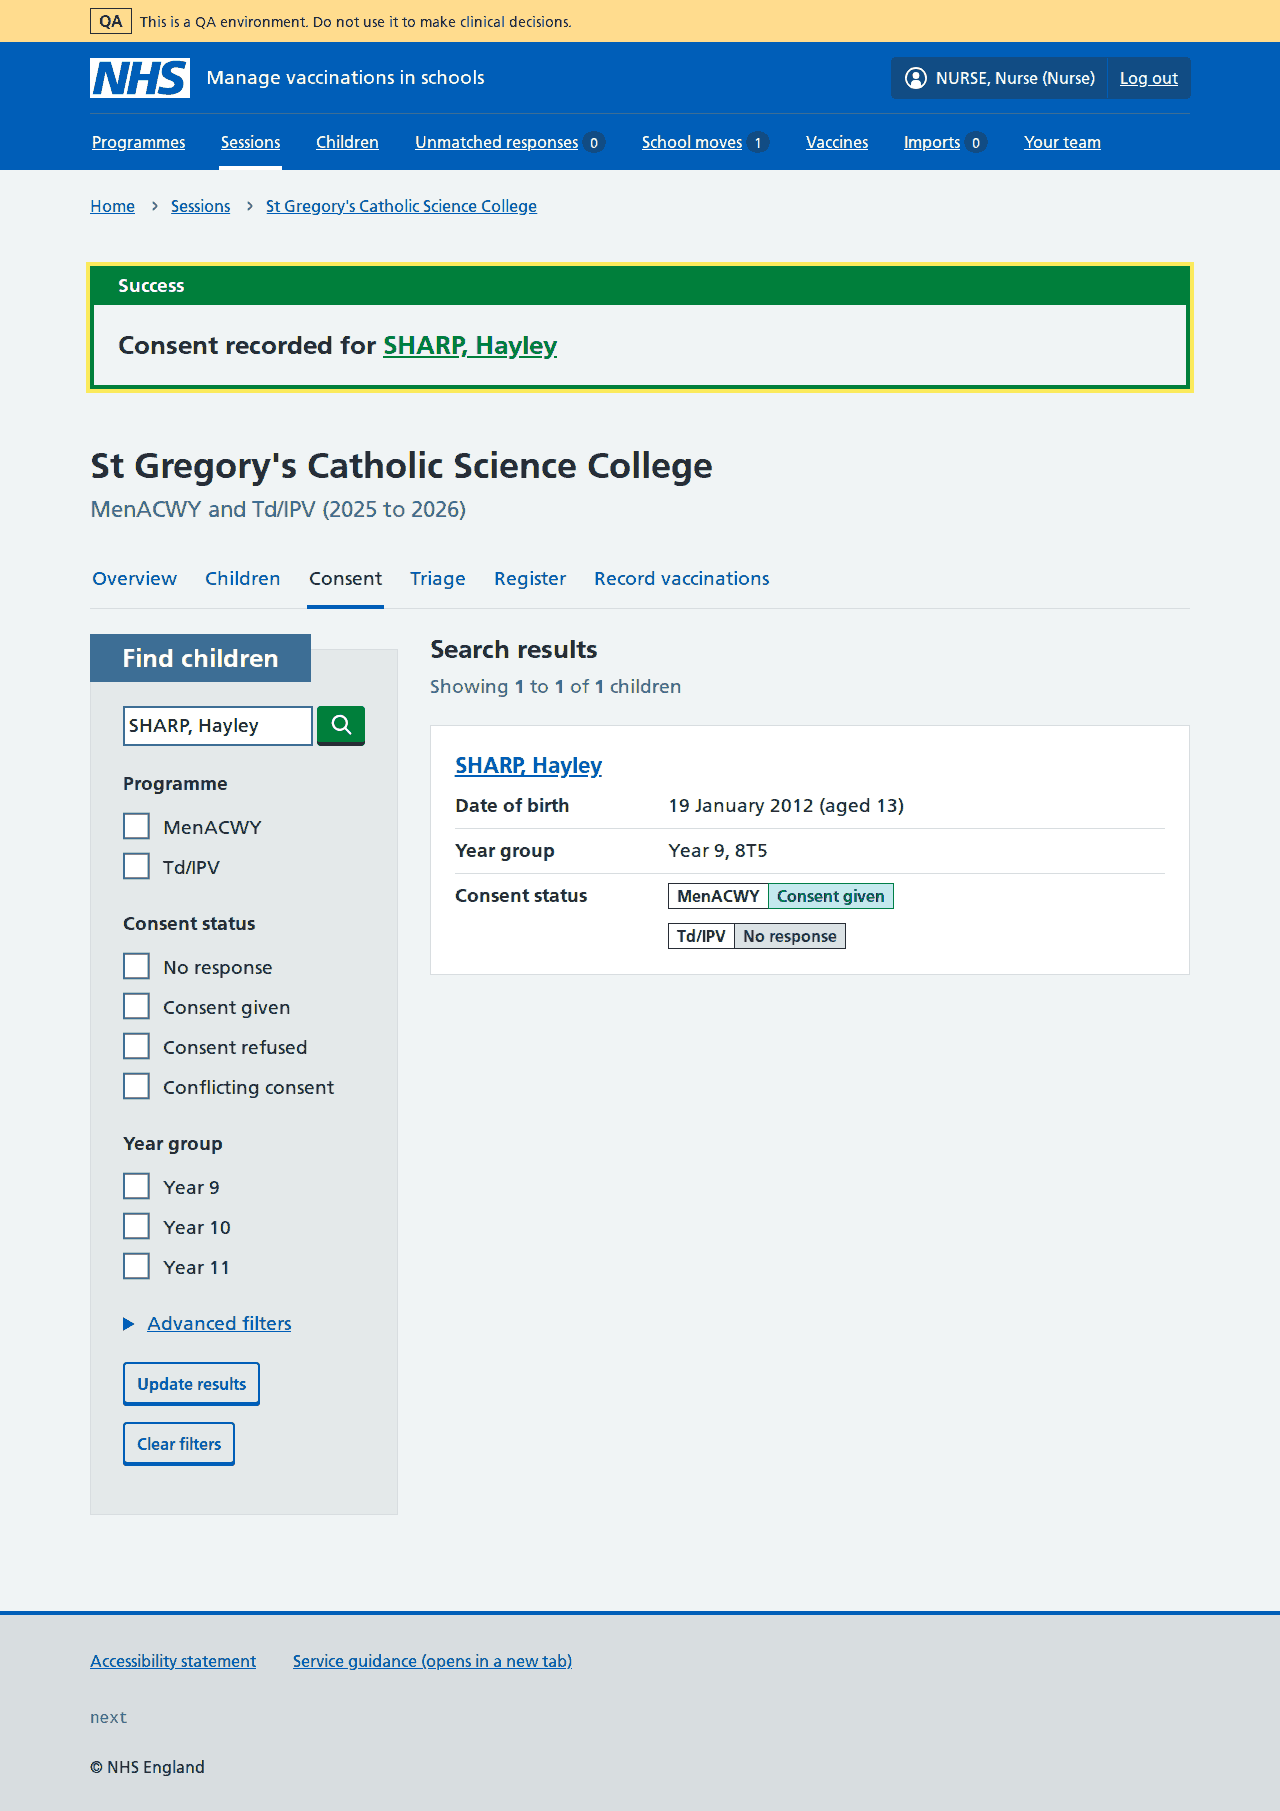 QA This is a QA environment. Do not use it to make clinical decisions.
NHS Manage vaccinations in schools NURSE, Nurse (Nurse) Log out
Programmes Sessions Children Unmatched responses 0 School moves 1 Vaccines Imports 0 Your team
Home Sessions St Gregory's Catholic Science College
Success
Consent recorded for SHARP, Hayley
St Gregory's Catholic Science College
MenACWY and Td/IPV (2025 to 2026)
Overview Children Consent Triage Register Record vaccinations
Find children
SHARP, Hayley
Programme
MenACWY
Td/IPV
Consent status
No response
Consent given
Consent refused
Conflicting consent
Year group
Year 9
Year 10
Year 11
Advanced filters
Update results
Clear filters
Search results
Showing 1 to 1 of 1 children
SHARP, Hayley
Date of birth 19 January 2012 (aged 13)
Year group Year 9, 8T5
Consent status MenACWY Consent given
Td/IPV No response
Accessibility statement Service guidance (opens in a new tab)
next
© NHS England